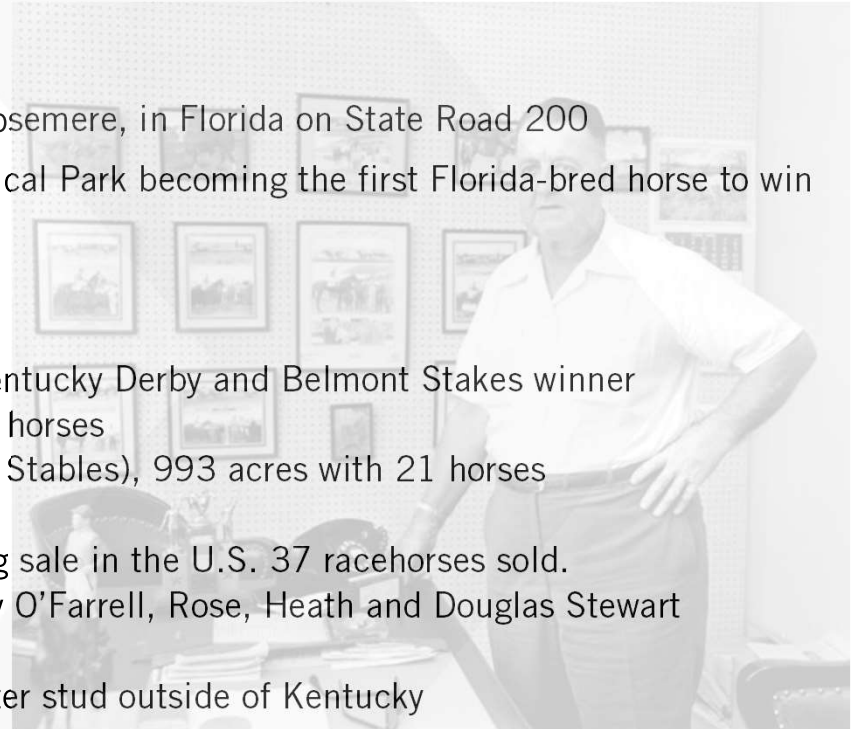 osemere, in Florida on State Road 200
cal Park becoming the first Florida-bred horse to win
entucky Derby and Belmont Stakes winner
horses
Stables), 993 acres with 21 horses
g sale in the U.S. 37 racehorses sold.
y O'Farrell, Rose, Heath and Douglas Stewart
ter stud outside of Kentucky